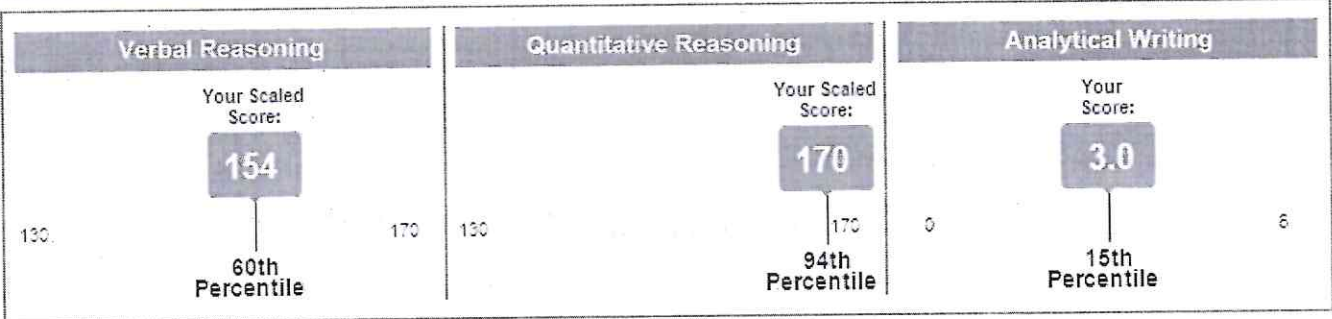 Verbal Reasoning
Your Scaled
Score:
154
130
170
60th
Percentile
Quantitative Reasoning
Your Scaled
Score:
170
130
170
94th
Percentile
Analytical Writing
Your
Score:
3.0
0
6
15th
Percentile